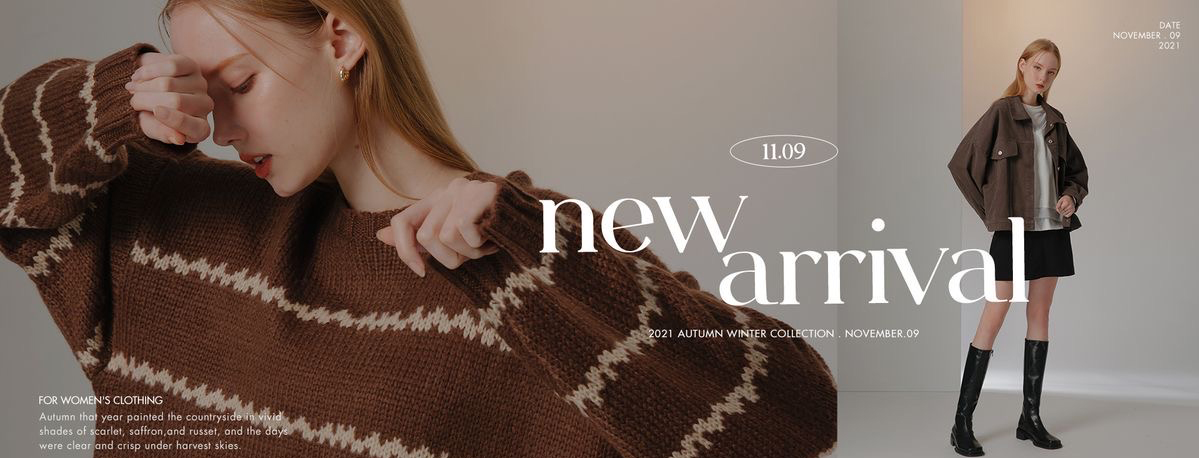 DATE
NOVEMBER . 09
2021
11.09
new
arrival
2021 AUTUMN WINTER COLLECTION . NOVEMBER.09
FOR WOMEN'S CLOTHING
Autumn that year painted the countryside in vivid
shades of scarlet, saffron,and russet, and the days
were clear and crisp under harvest skies.